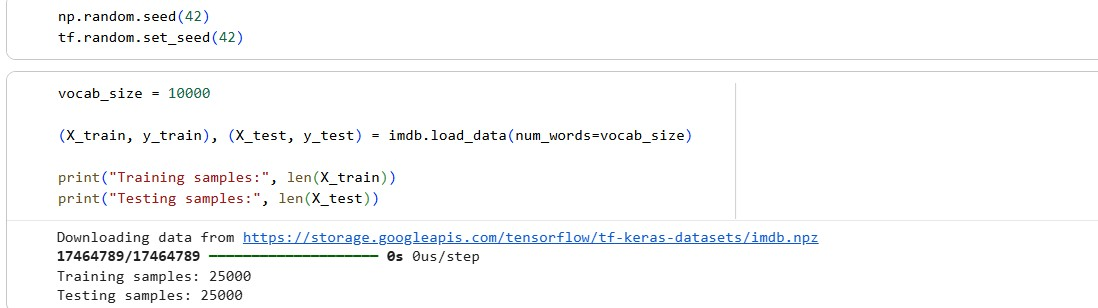 np.random.seed(42)
tf.random.set_seed(42)
vocab_size = 10000
(X_train, y_train), (X_test, y_test) = imdb.load_data(num_words=vocab_size)
print("Training samples:", len(X_train))
print("Testing samples:", len(X_test))
Downloading data from https://storage.googleapis.com/tensorflow/tf-keras-datasets/imdb.npz
17464789/17464789 ━━━━━━━━━━━━━━━━━━━━ 0s 0us/step
Training samples: 25000
Testing samples: 25000